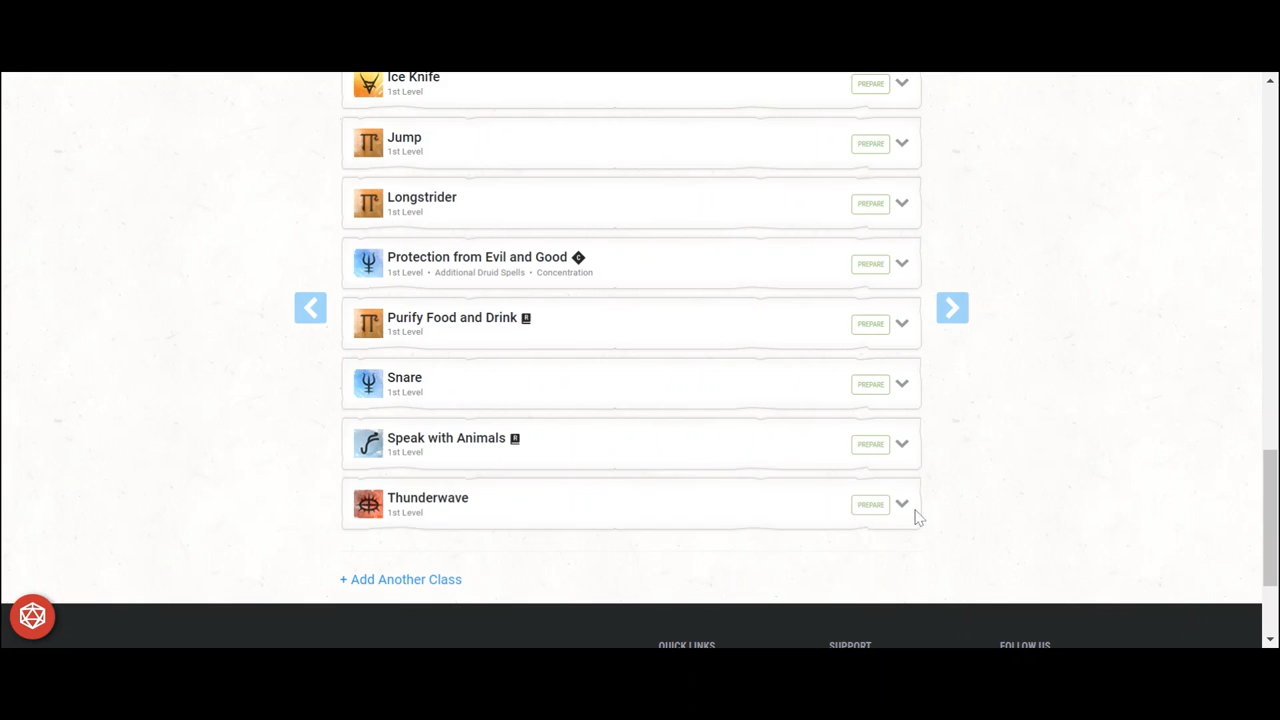 Ice Knife
1st Level
PREPARE
Jump
1st Level
PREPARE
Longstrider
1st Level
PREPARE
Protection from Evil and Good
1st Level • Additional Druid Spells • Concentration
PREPARE
Purify Food and Drink
1st Level
PREPARE
Snare
1st Level
PREPARE
Speak with Animals
1st Level
PREPARE
Thunderwave
1st Level
PREPARE
+ Add Another Class
QUICK LINKS SUPPORT FOLLOW US